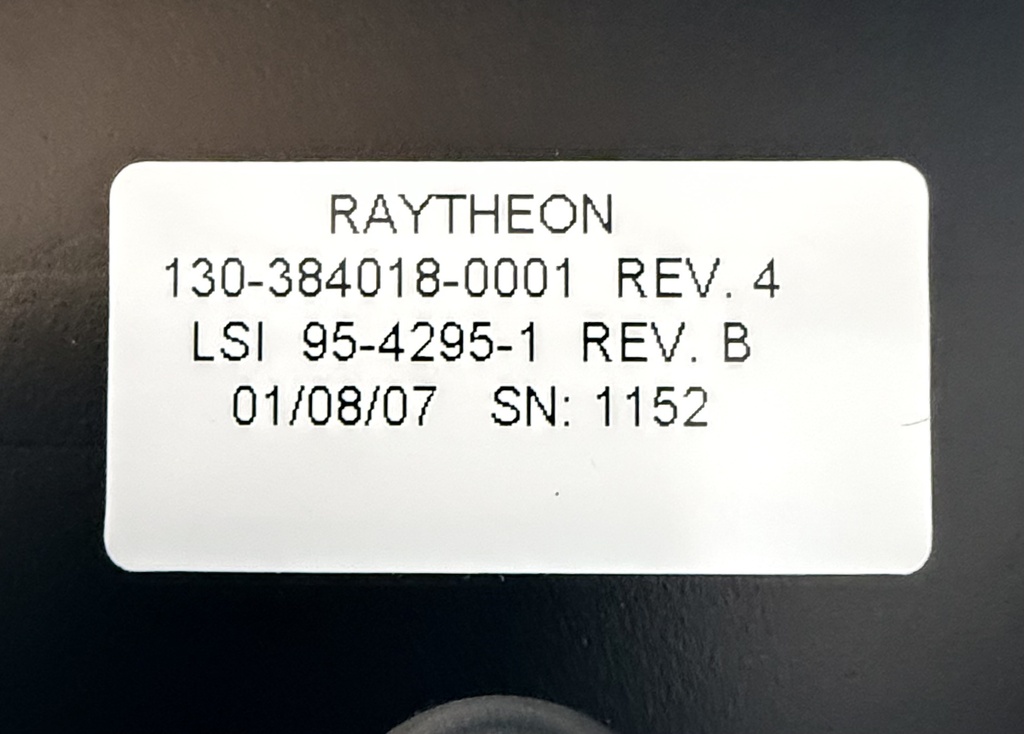 RAYTHEON
130-384018-0001 REV. 4
LSI 95-4295-1 REV. B
01/08/07 SN: 1152